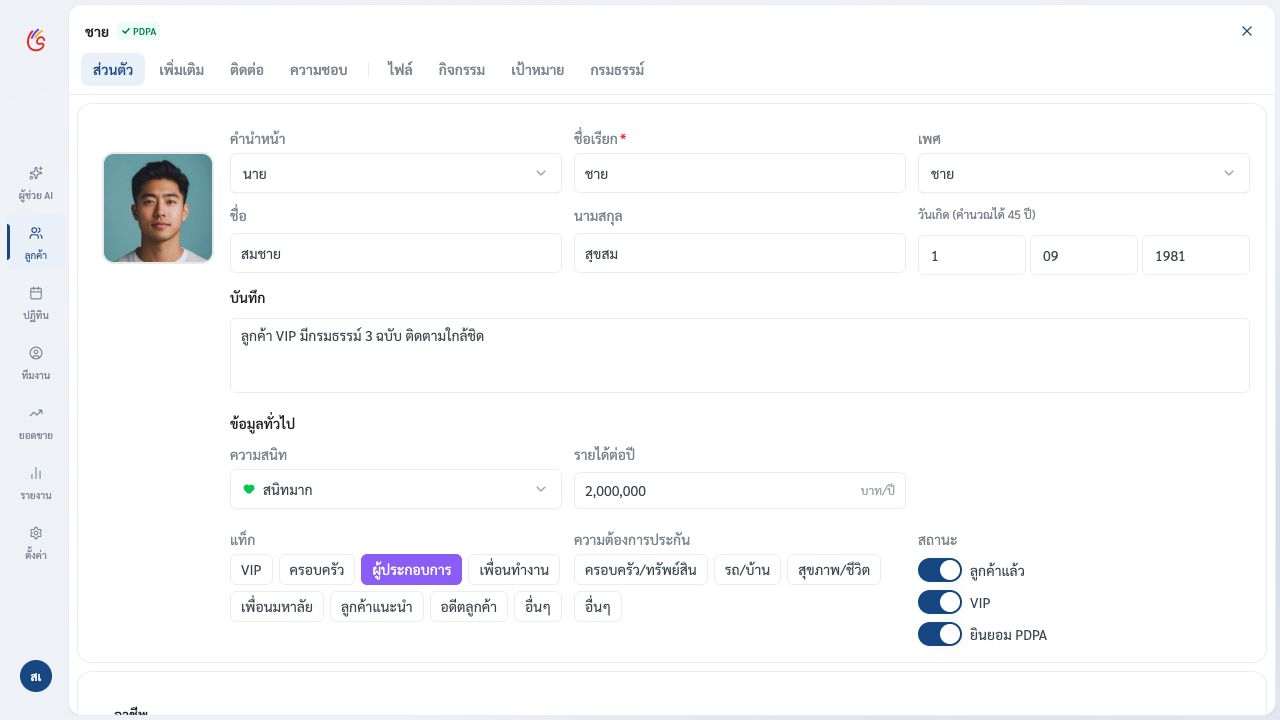 ชาย PDPA
ส่วนตัว เพิ่มเติม ติดต่อ ความชอบ ไฟล์ กิจกรรม เป้าหมาย กรมธรรม์
ผู้ช่วย AI
ลูกค้า
ปฏิทิน
ทีมงาน
ยอดขาย
รายงาน
ตั้งค่า
สเ
คำนำหน้า ชื่อเรียก * เพศ
นาย ชาย ชาย
ชื่อ นามสกุล วันเกิด (คำนวณได้ 45 ปี)
สมชาย สุขสม 1 09 1981
บันทึก
ลูกค้า VIP มีกรมธรรม์ 3 ฉบับ ติดตามใกล้ชิด
ข้อมูลทั่วไป
ความสนิท รายได้ต่อปี
สนิทมาก 2,000,000 บาท/ปี
แท็ก ความต้องการประกัน สถานะ
VIP ครอบครัว ผู้ประกอบการ เพื่อนทำงาน ครอบครัว/ทรัพย์สิน รถ/บ้าน สุขภาพ/ชีวิต ลูกค้าแล้ว
เพื่อนมหาลัย ลูกค้าแนะนำ อดีตลูกค้า อื่นๆ อื่นๆ VIP
ยินยอม PDPA
อาชีพ